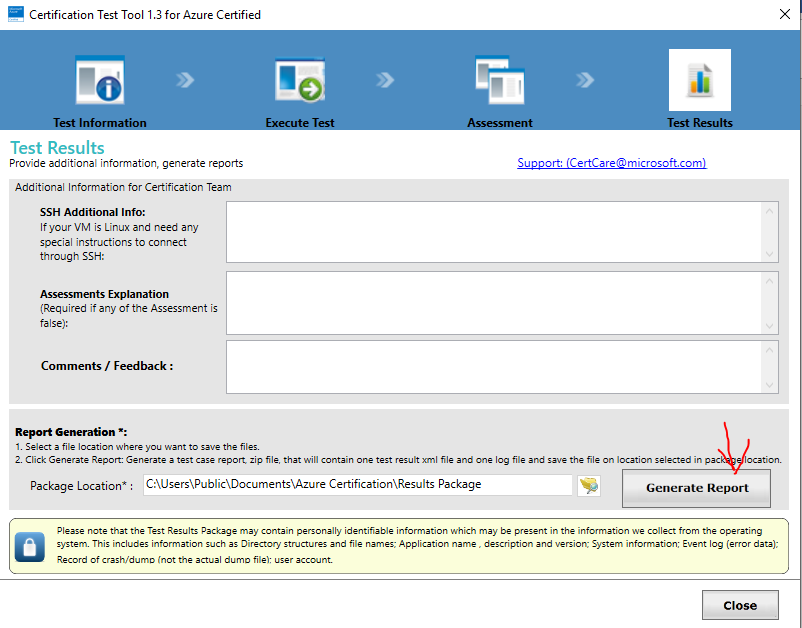 Certification Test Tool 1.3 for Azure Certified
Test Information
Execute Test
Assessment
Test Results
Test Results
Provide additional information, generate reports
Support: (CertCare@microsoft.com)
Additional Information for Certification Team
SSH Additional Info:
If your VM is Linux and need any
special instructions to connect
through SSH:
Assessments Explanation
(Required if any of the Assessment is
false):
Comments / Feedback :
Report Generation *:
1. Select a file location where you want to save the files.
2. Click Generate Report: Generate a test case report, zip file, that will contain one test result xml file and one log file and save the file on location selected in package location.
Package Location* :
C:\Users\Public\Documents\Azure Certification\Results Package
Generate Report
Please note that the Test Results Package may contain personally identifiable information which may be present in the information we collect from the operating
system. This includes information such as Directory structures and file names; Application name , description and version; System information; Event log (error data);
Record of crash/dump (not the actual dump file): user account.
Close